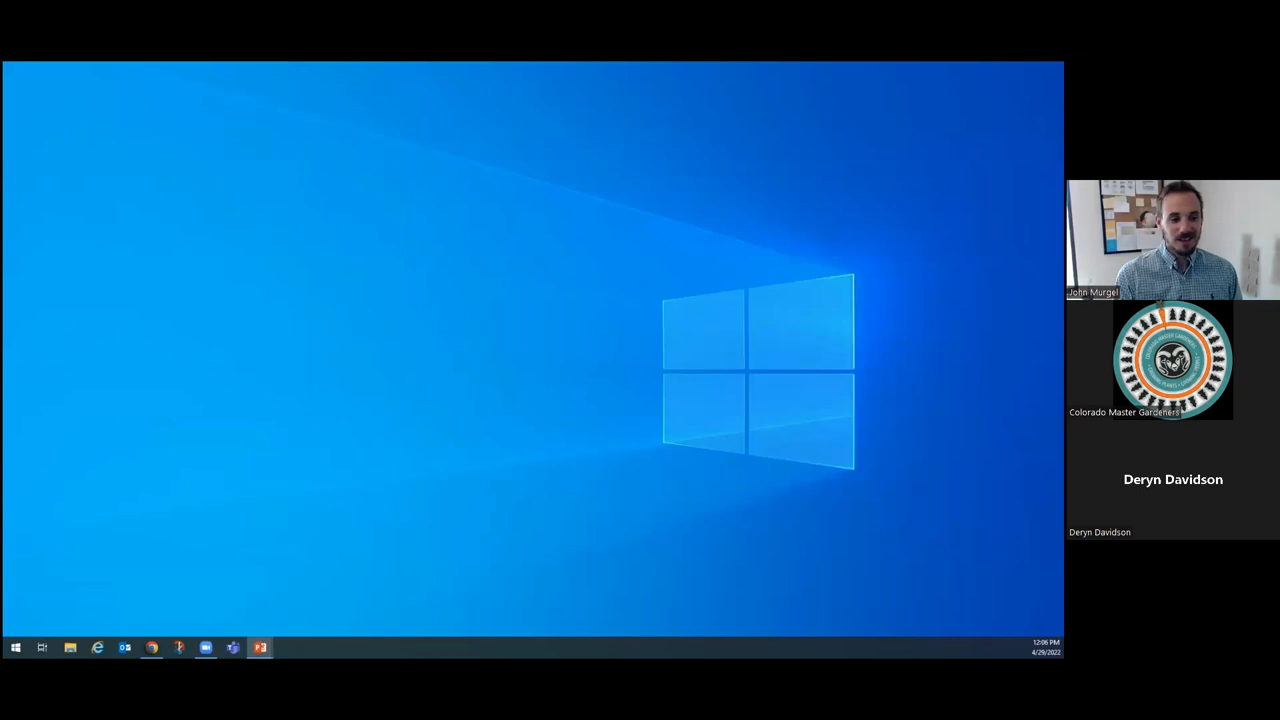 John Murgel
Colorado Master Gardeners
Deryn Davidson
Deryn Davidson
12:06 PM
4/29/2022